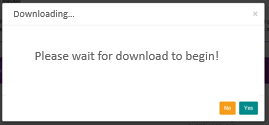 Downloading... ×
Please wait for download to begin!
No Yes